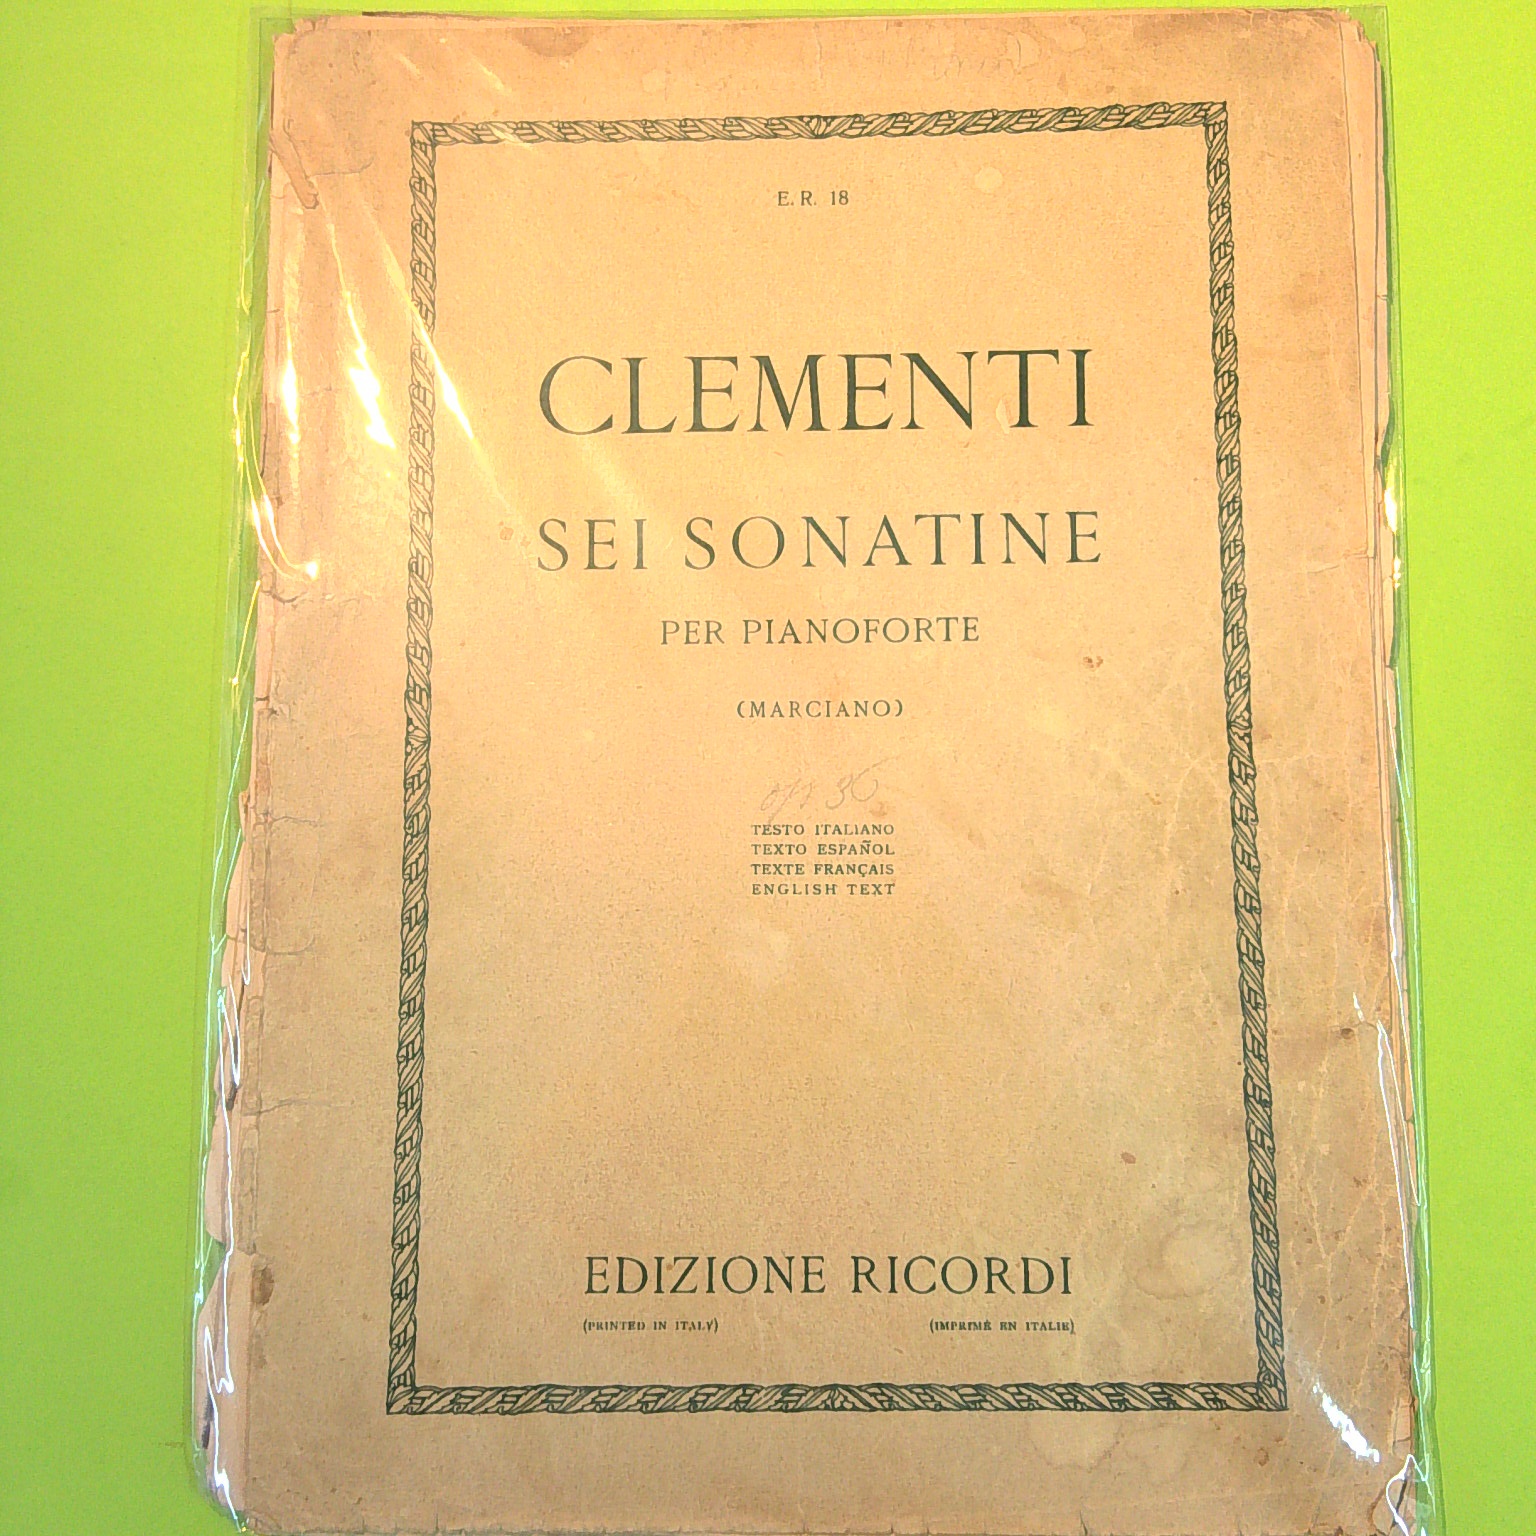 E. R. 18
CLEMENTI
SEI SONATINE
PER PIANOFORTE
(MARCIANO)
op. 36
TESTO ITALIANO
TEXTO ESPAÑOL
TEXTE FRANÇAIS
ENGLISH TEXT
EDIZIONE RICORDI
(PRINTED IN ITALY) (IMPRIMÉ EN ITALIE)